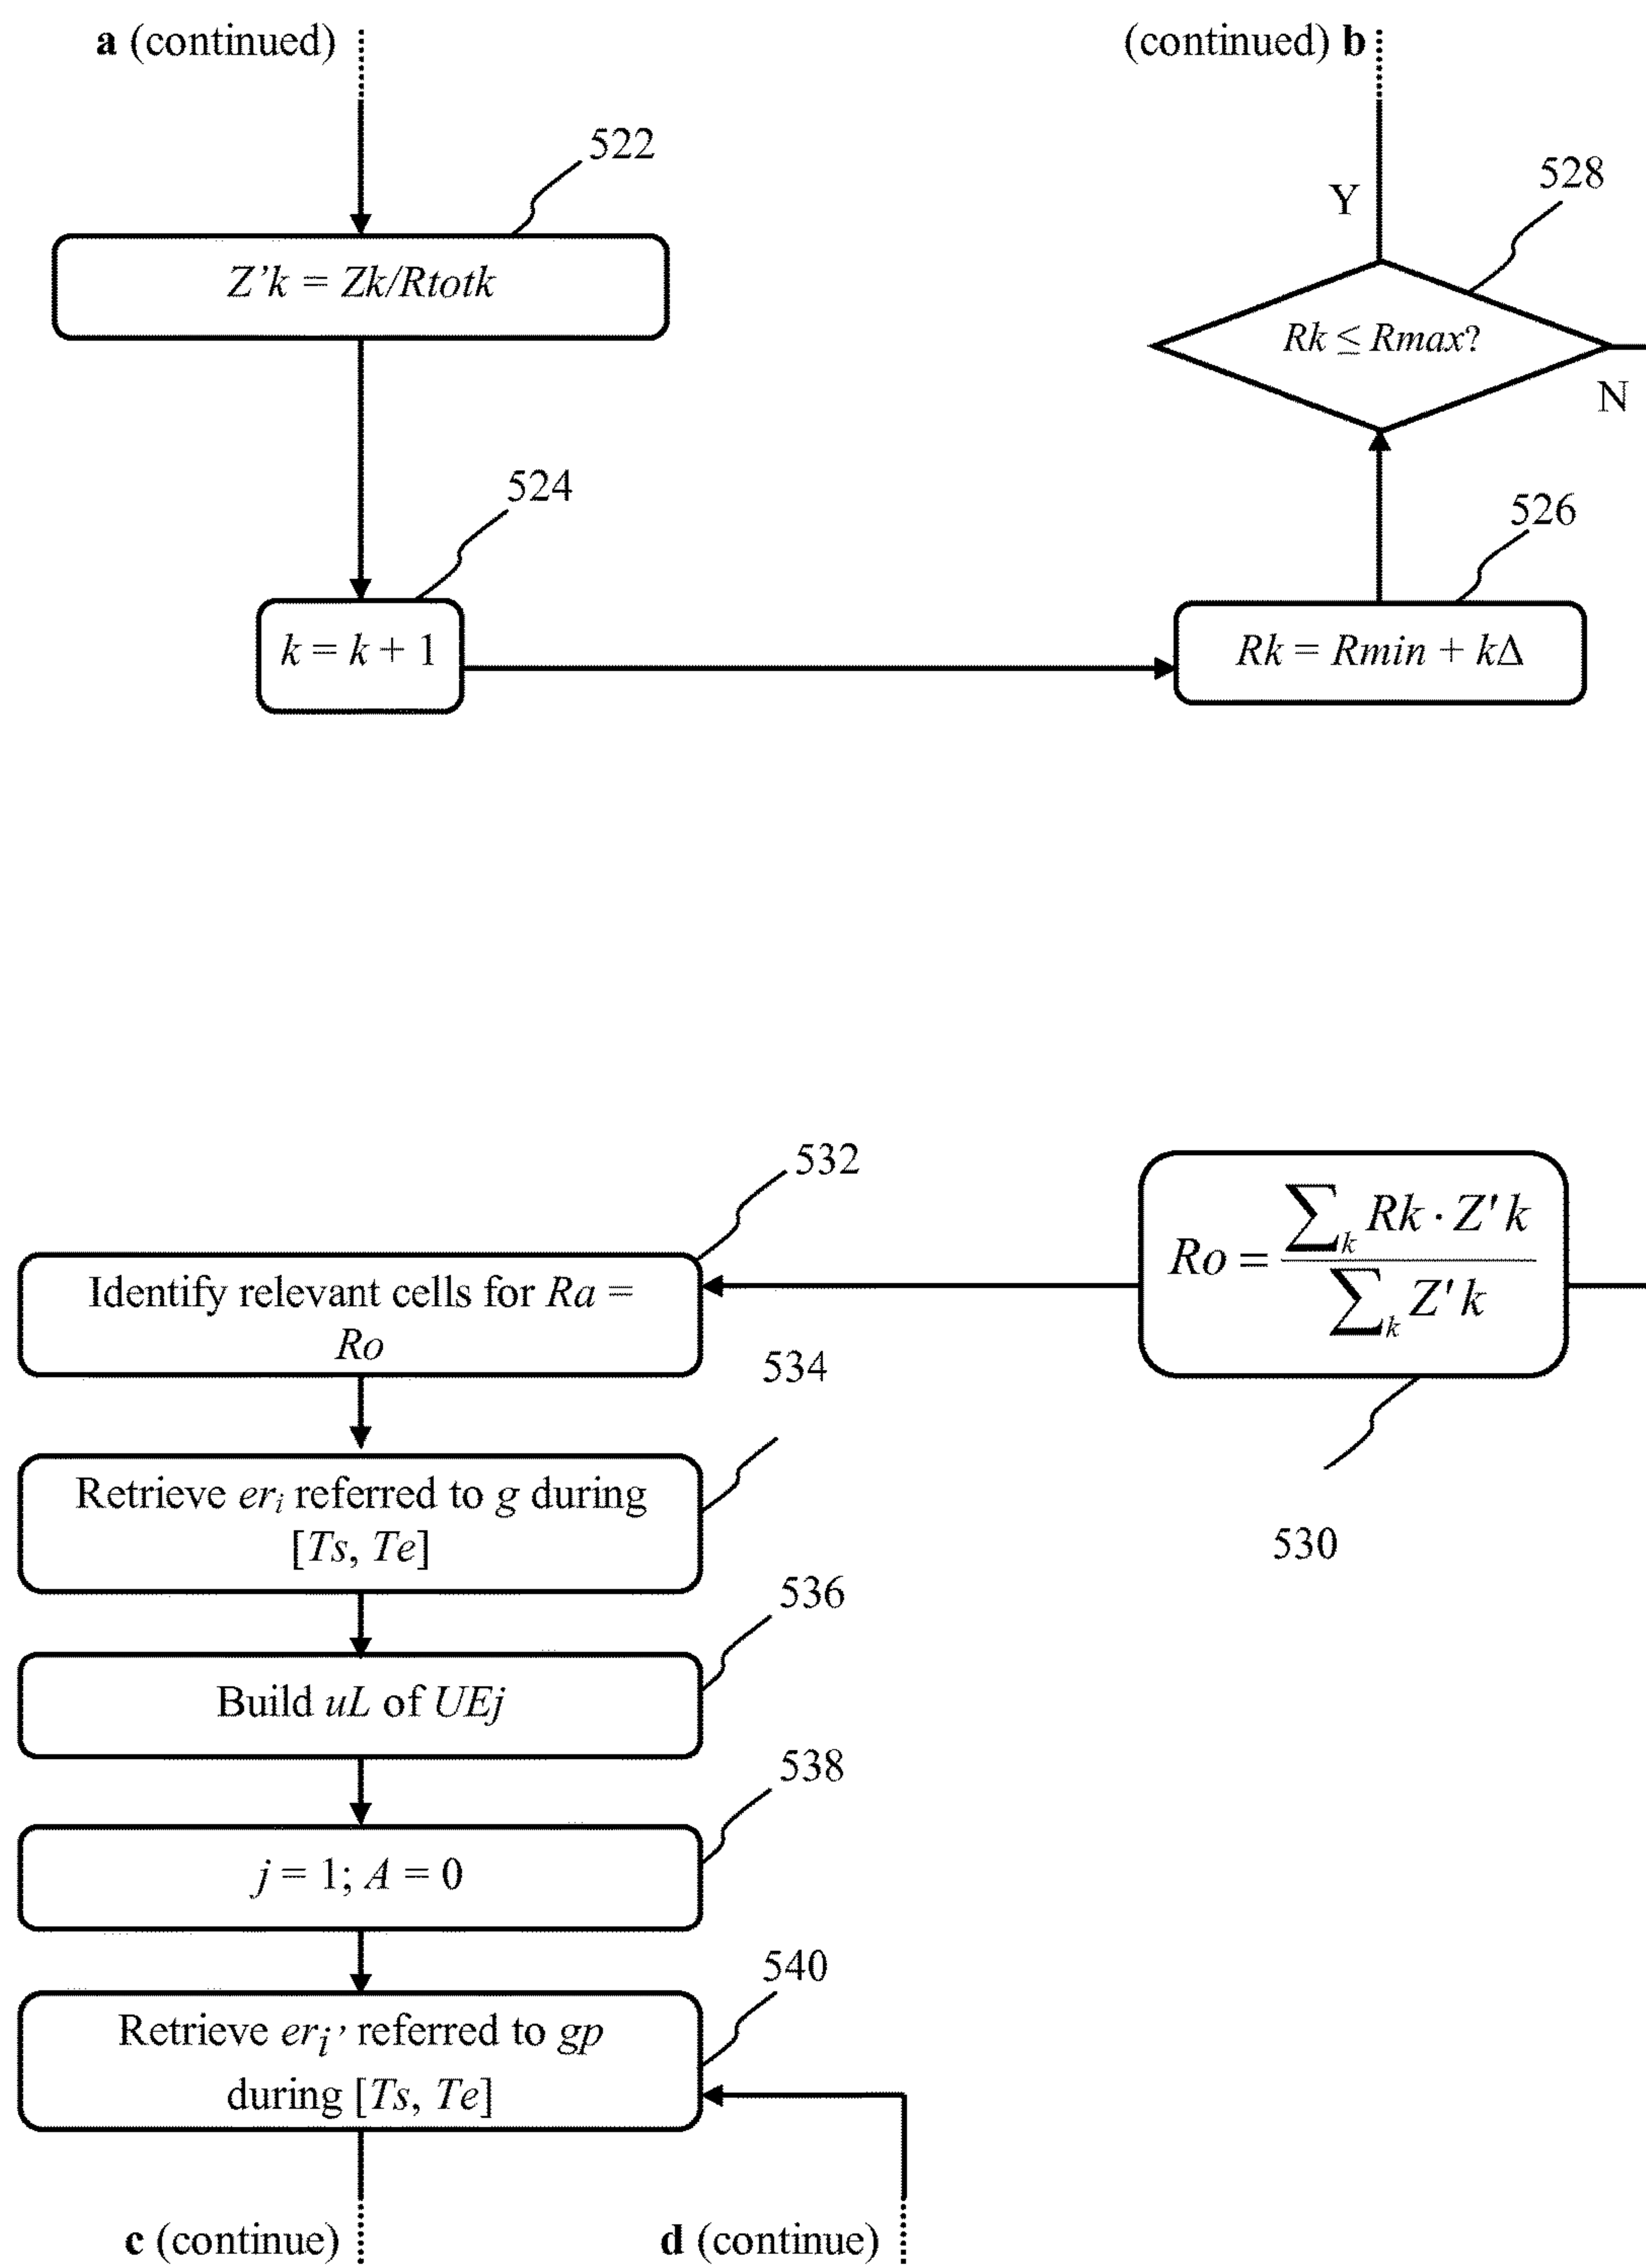 a (continued)
(continued) b
522
528
Y
Z’k = Zk/Rtotk
Rk ≤ Rmax?
N
524
526
k = k + 1
Rk = Rmin + kΔ
532
Ro = ∑k Rk · Z' k / ∑k Z' k
Identify relevant cells for Ra =
Ro
534
Retrieve eri referred to g during
[Ts, Te]
530
536
Build uL of UEj
538
j = 1; A = 0
540
Retrieve eri’ referred to gp
during [Ts, Te]
c (continue)
d (continue)